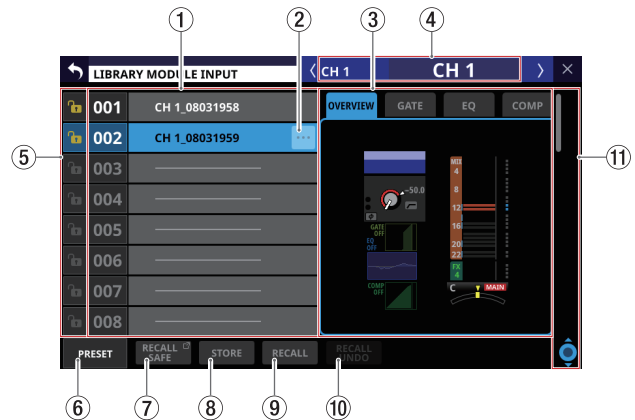 ① ② ③ ④
LIBRARY MODULE INPUT CH 1 CH 1
001 CH 1_08031958
002 CH 1_08031959
003
004
005
006
007
008
OVERVIEW GATE EQ COMP
-50.0
GATE
OFF
EQ
OFF
COMP
OFF
MIX
4
8
12
16
20
22
FX
4
C MAIN
⑤ ⑪
PRESET RECALL SAFE STORE RECALL RECALL UNDO
⑥ ⑦ ⑧ ⑨ ⑩